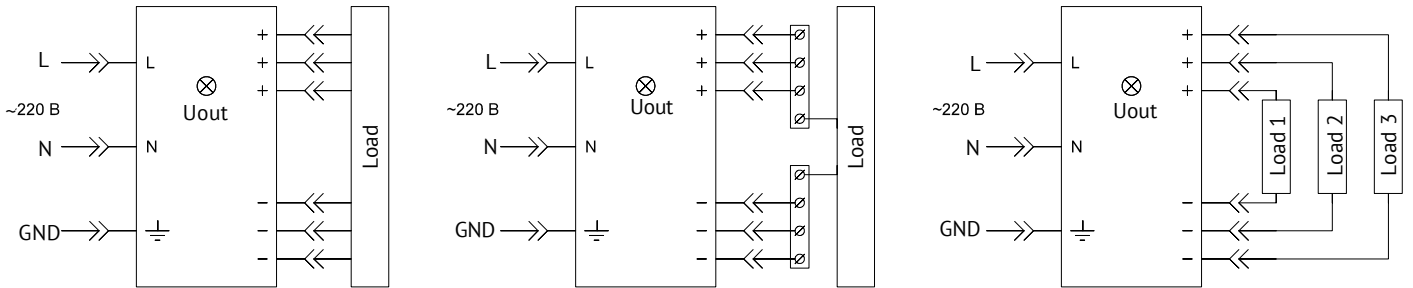 +
+
L L +
Uout
~220 В
Load
N N
−
GND −
−
+
+
L L +
Uout
~220 В
Load
N N
−
GND −
−
+
+
L L +
Uout
~220 В
Load 1 Load 2 Load 3
N N
−
GND −
−